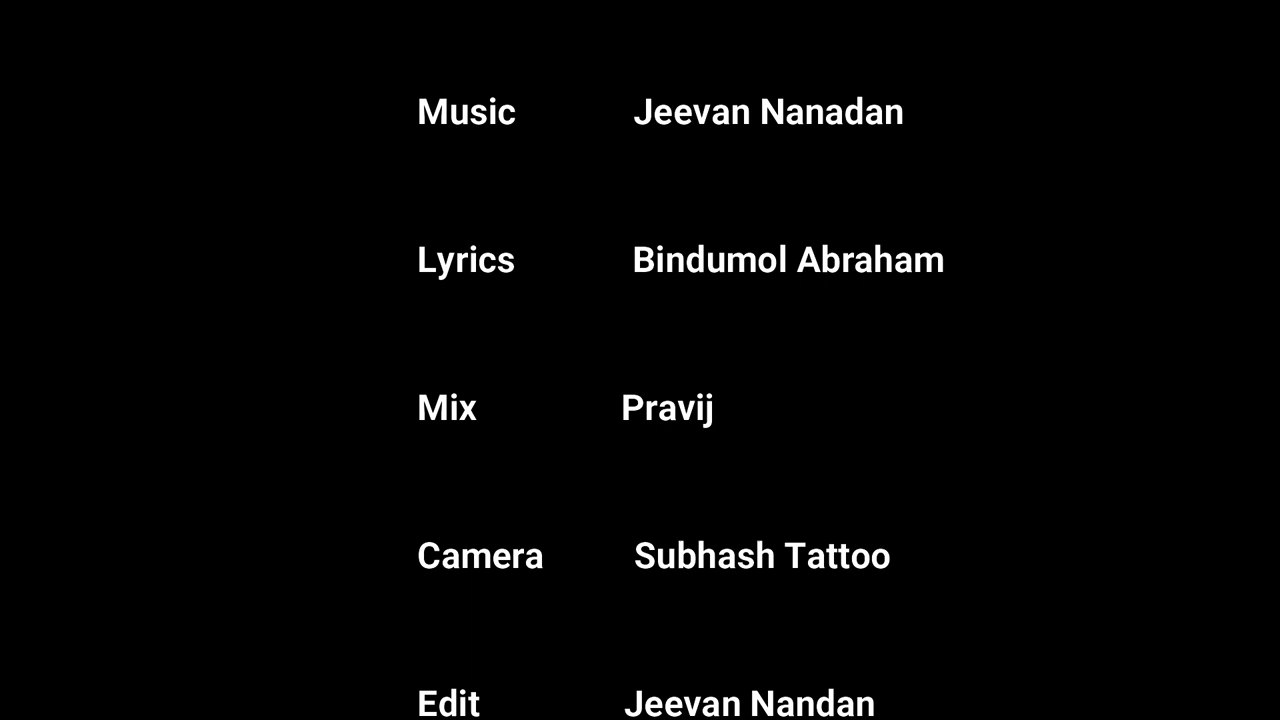 Music Jeevan Nanadan
Lyrics Bindumol Abraham
Mix Pravij
Camera Subhash Tattoo
Edit Jeevan Nandan